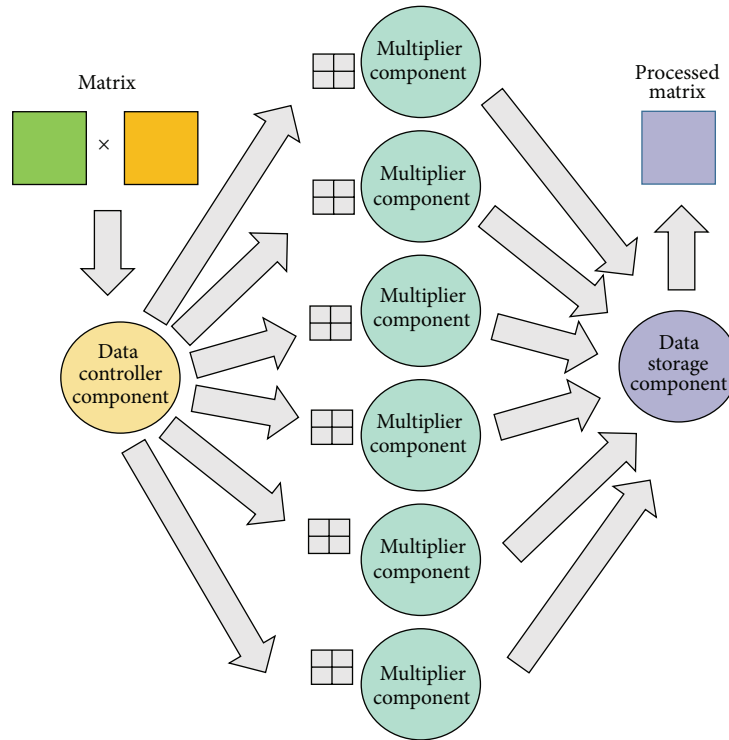 Matrix
×
Data
controller
component
Multiplier
component
Multiplier
component
Multiplier
component
Multiplier
component
Multiplier
component
Multiplier
component
Processed
matrix
Data
storage
component